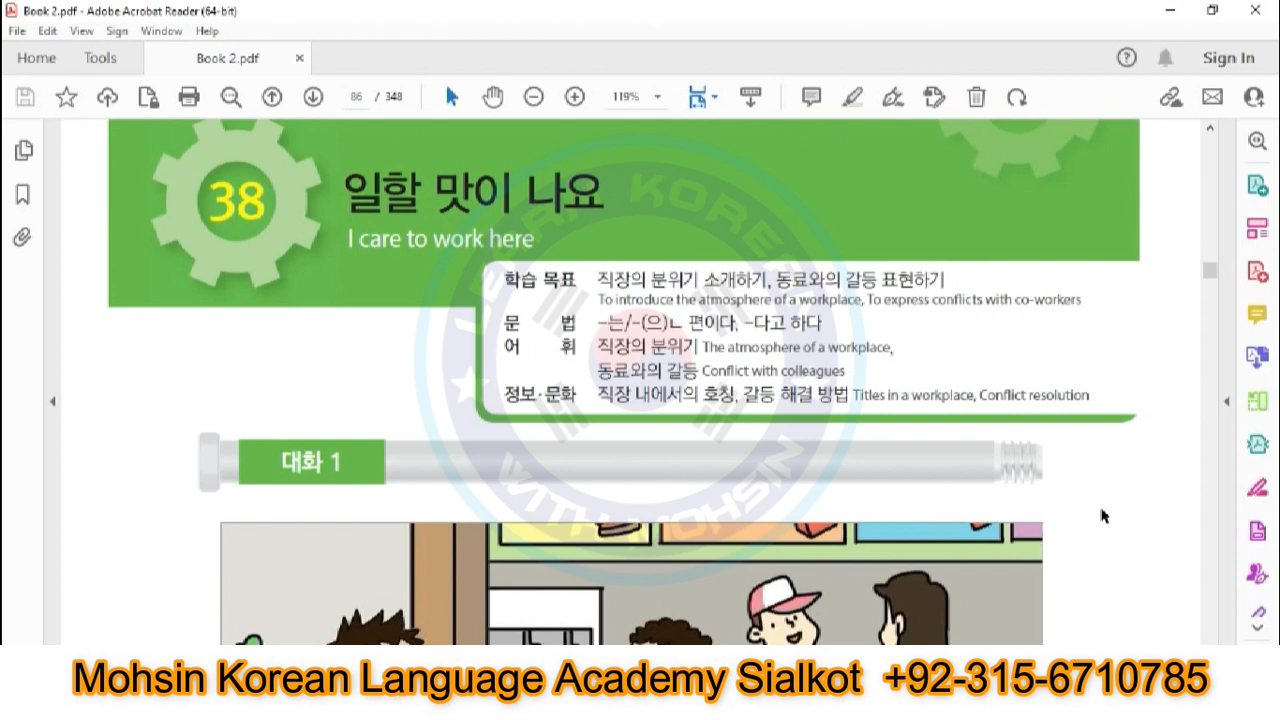 Book 2.pdf - Adobe Acrobat Reader (64-bit)
File Edit View Sign Window Help
Home Tools Book 2.pdf × Sign In
86 / 348 119%
38
일할 맛이 나요
I care to work here
학습 목표 직장의 분위기 소개하기, 동료와의 갈등 표현하기
To introduce the atmosphere of a workplace, To express conflicts with co-workers
문 법 -는/-(으)ㄴ 편이다, -다고 하다
어 휘 직장의 분위기 The atmosphere of a workplace,
동료와의 갈등 Conflict with colleagues
정보·문화 직장 내에서의 호칭, 갈등 해결 방법 Titles in a workplace, Conflict resolution
LEARN KOREAN
WITH MOHSIN
대화 1
Mohsin Korean Language Academy Sialkot +92-315-6710785